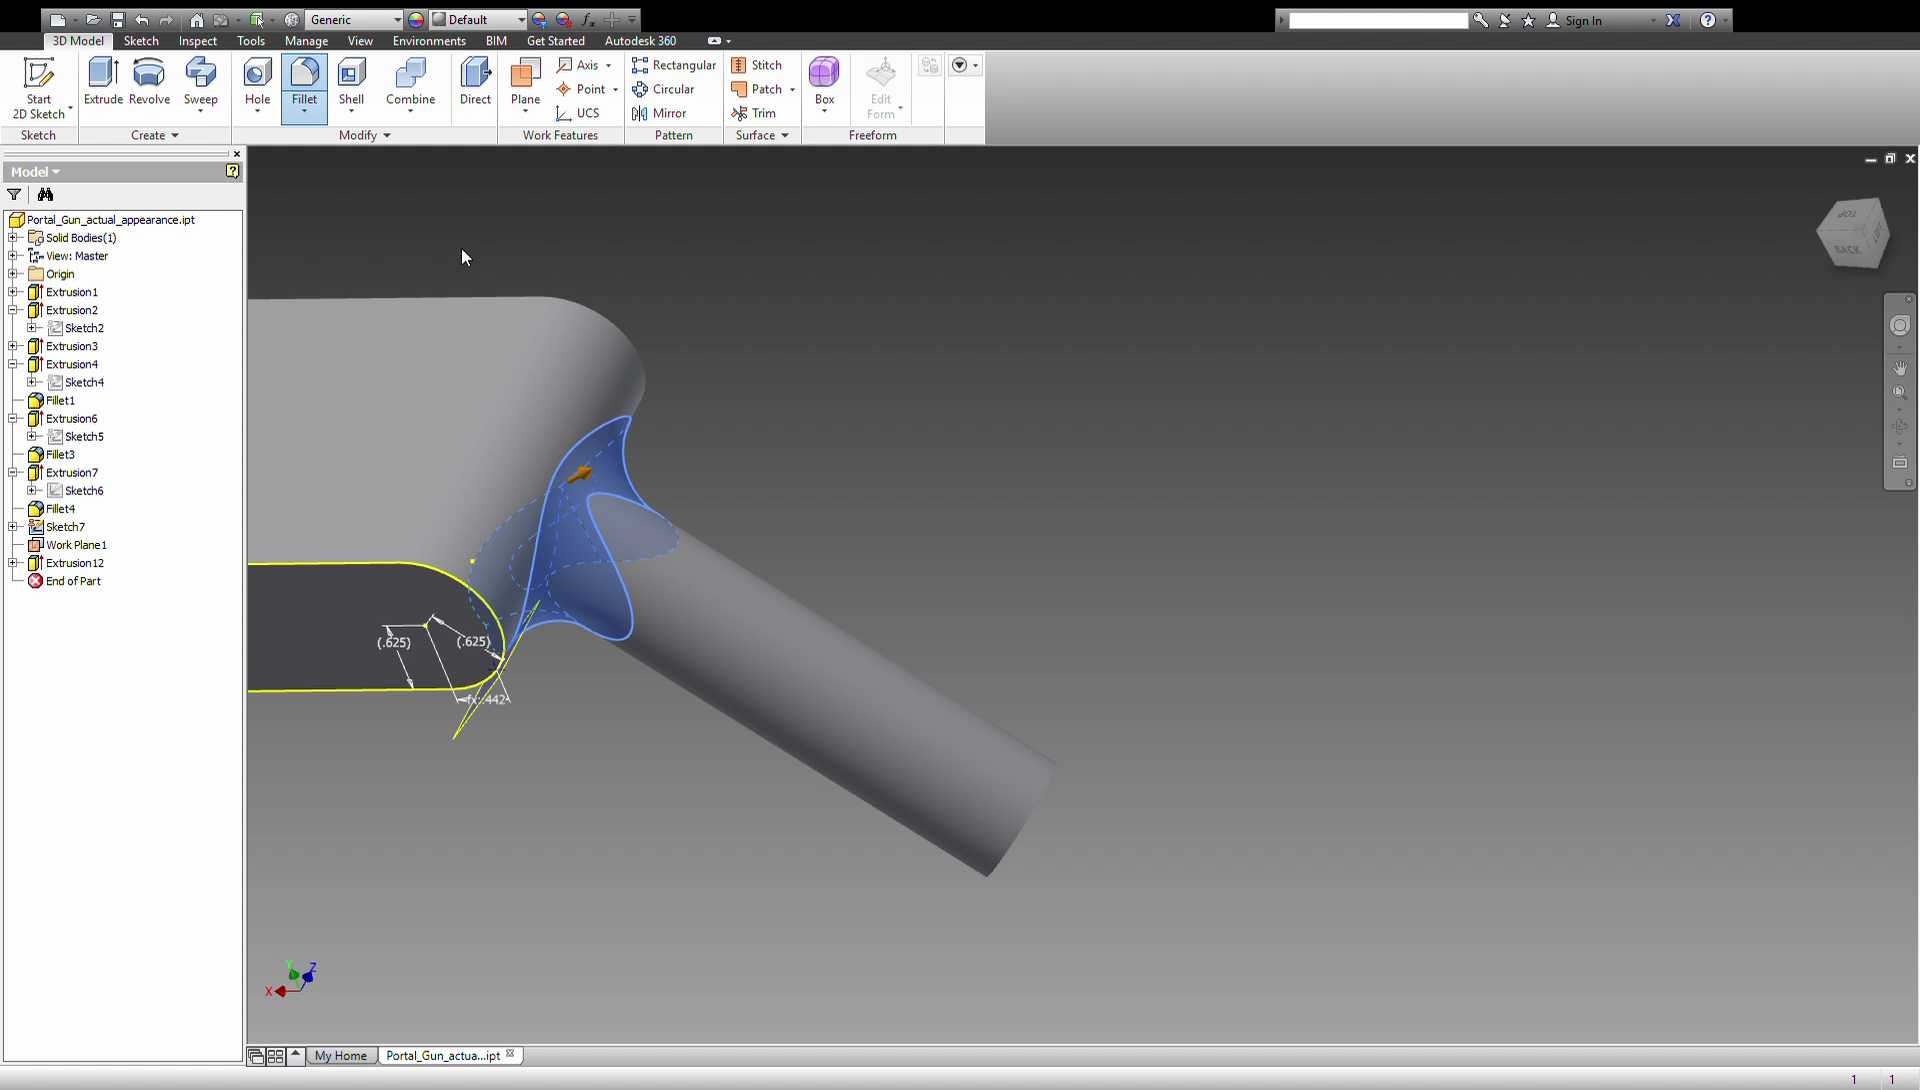 Generic
Default
Sign In
3D Model Sketch Inspect Tools Manage View Environments BIM Get Started Autodesk 360
Start
2D Sketch
Extrude Revolve Sweep
Hole Fillet Shell Combine
Direct
Plane
Axis
Point
UCS
Rectangular
Circular
Mirror
Stitch
Patch
Trim
Box
Edit
Form
Sketch Create Modify Work Features Pattern Surface Freeform
Model
Portal_Gun_actual_appearance.ipt
Solid Bodies(1)
View: Master
Origin
Extrusion1
Extrusion2
Sketch2
Extrusion3
Extrusion4
Sketch4
Fillet1
Extrusion6
Sketch5
Fillet3
Extrusion7
Sketch6
Fillet4
Sketch7
Work Plane1
Extrusion12
End of Part
TOP
BACK
(.625)
(.625)
fx:.442
Y
Z
X
My Home
Portal_Gun_actua...ipt
1 1